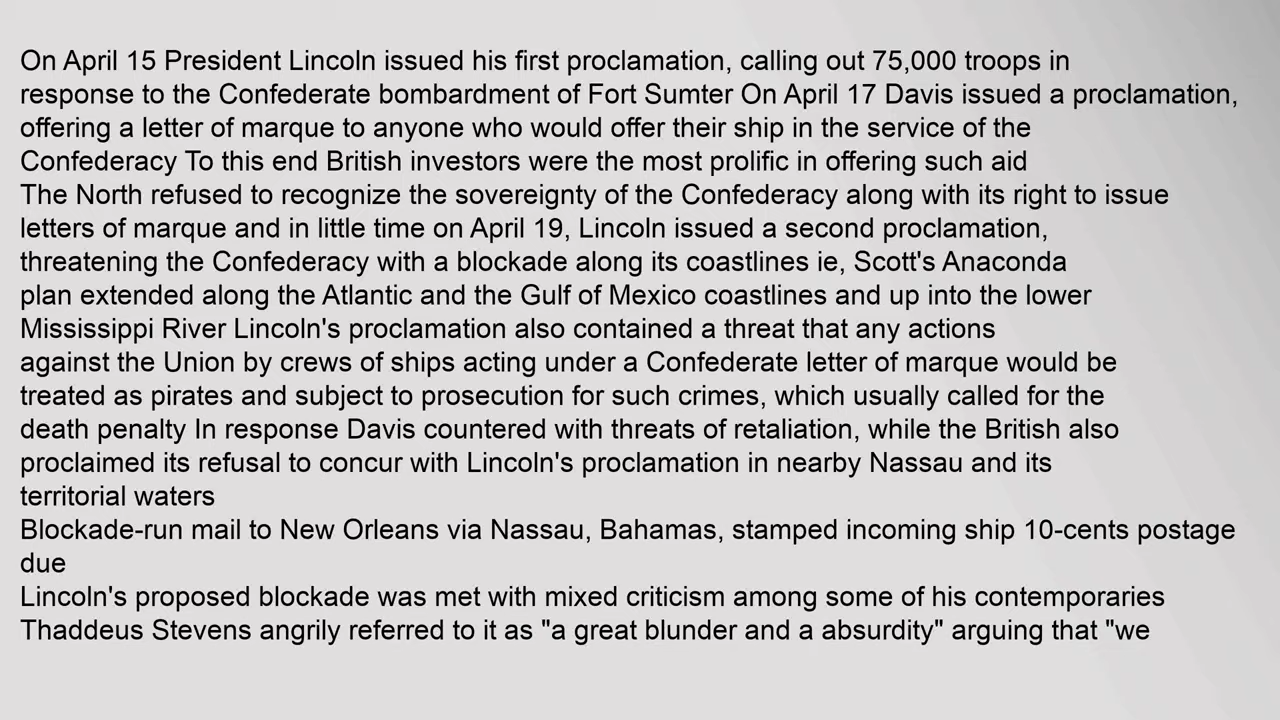 On April 15 President Lincoln issued his first proclamation, calling out 75,000 troops in
response to the Confederate bombardment of Fort Sumter On April 17 Davis issued a proclamation,
offering a letter of marque to anyone who would offer their ship in the service of the
Confederacy To this end British investors were the most prolific in offering such aid
The North refused to recognize the sovereignty of the Confederacy along with its right to issue
letters of marque and in little time on April 19, Lincoln issued a second proclamation,
threatening the Confederacy with a blockade along its coastlines ie, Scott's Anaconda
plan extended along the Atlantic and the Gulf of Mexico coastlines and up into the lower
Mississippi River Lincoln's proclamation also contained a threat that any actions
against the Union by crews of ships acting under a Confederate letter of marque would be
treated as pirates and subject to prosecution for such crimes, which usually called for the
death penalty In response Davis countered with threats of retaliation, while the British also
proclaimed its refusal to concur with Lincoln's proclamation in nearby Nassau and its
territorial waters
Blockade-run mail to New Orleans via Nassau, Bahamas, stamped incoming ship 10-cents postage
due
Lincoln's proposed blockade was met with mixed criticism among some of his contemporaries
Thaddeus Stevens angrily referred to it as "a great blunder and a absurdity" arguing that "we